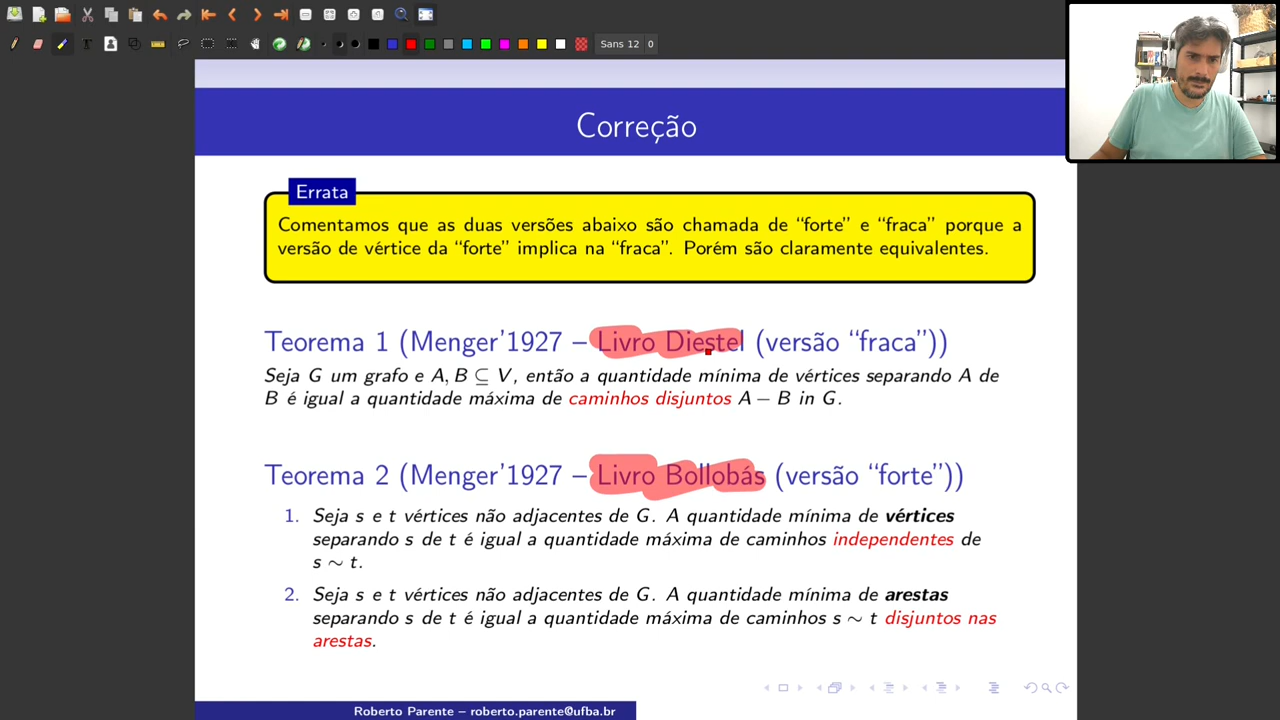 Sans 12 0
Correção
Errata
Comentamos que as duas versões abaixo são chamada de “forte” e “fraca” porque a
versão de vértice da “forte” implica na “fraca”. Porém são claramente equivalentes.
Teorema 1 (Menger’1927 – Livro Diestel (versão “fraca”))
Seja G um grafo e A, B ⊆ V, então a quantidade mínima de vértices separando A de
B é igual a quantidade máxima de caminhos disjuntos A – B in G.
Teorema 2 (Menger’1927 – Livro Bollobás (versão “forte”))
1. Seja s e t vértices não adjacentes de G. A quantidade mínima de vértices
separando s de t é igual a quantidade máxima de caminhos independentes de
s ∼ t.
2. Seja s e t vértices não adjacentes de G. A quantidade mínima de arestas
separando s de t é igual a quantidade máxima de caminhos s ∼ t disjuntos nas
arestas.
Roberto Parente – roberto.parente@ufba.br